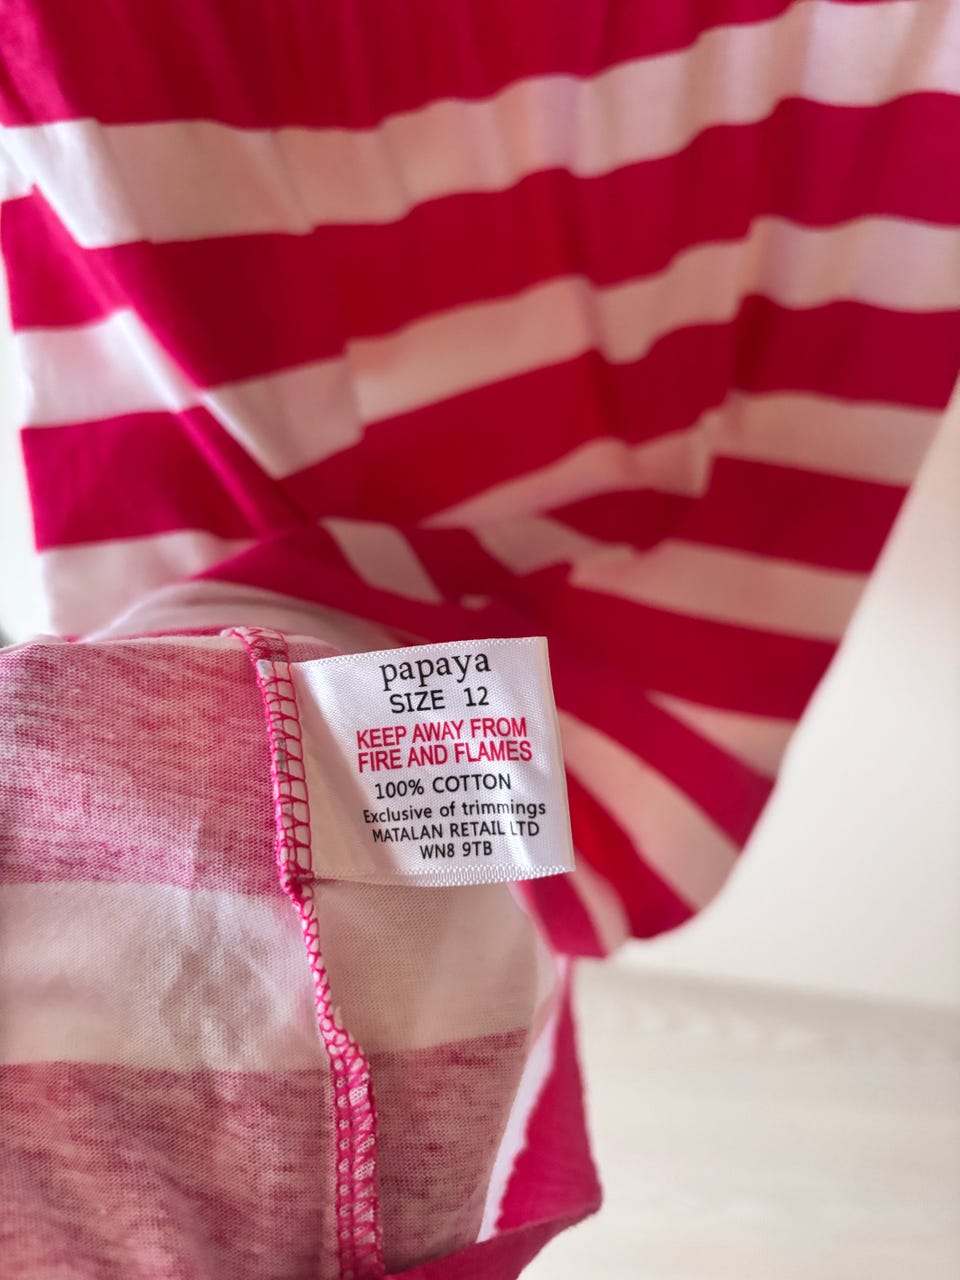 papaya
SIZE 12
KEEP AWAY FROM
FIRE AND FLAMES
100% COTTON
Exclusive of trimmings
MATALAN RETAIL LTD
WN8 9TB